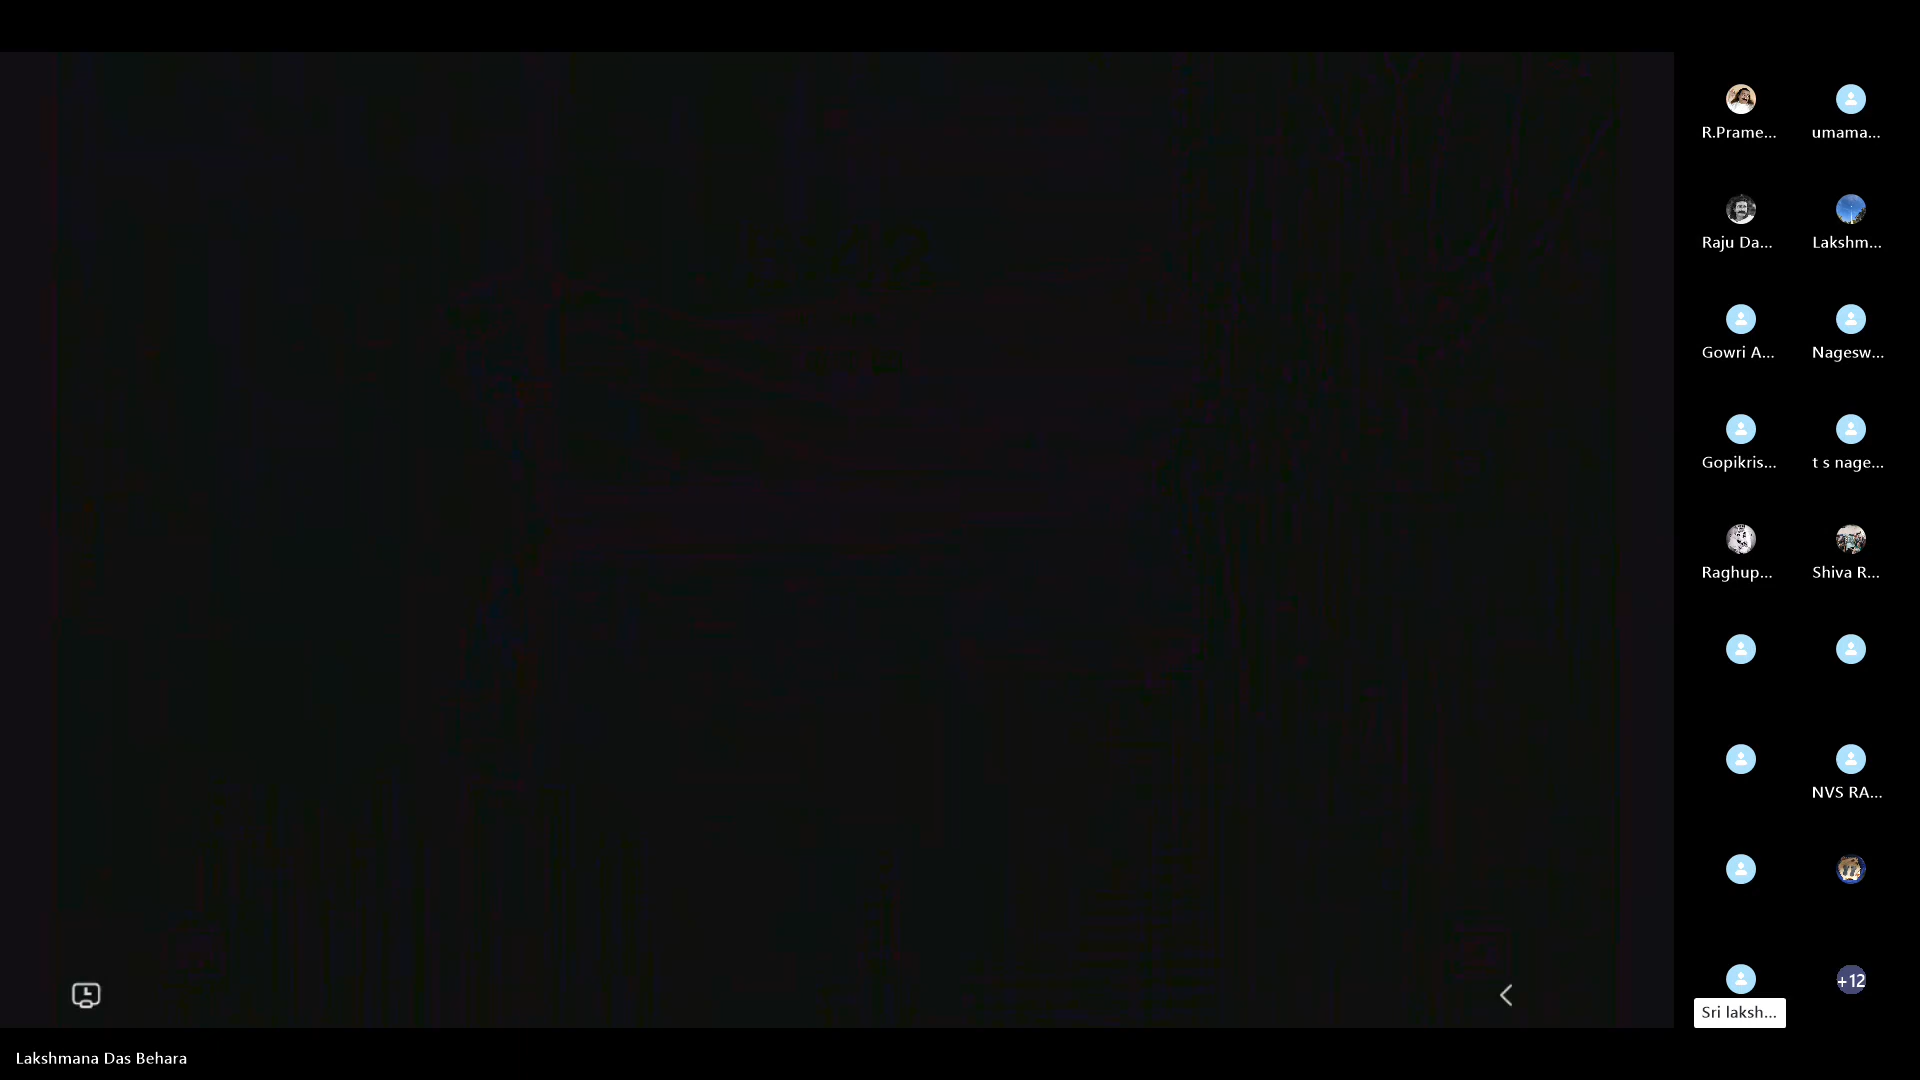 R.Prame...
umama...
Raju Da...
Lakshm...
Gowri A...
Nagesw...
Gopikris...
t s nage...
Raghup...
Shiva R...
NVS RA...
+12
Sri laksh...
Lakshmana Das Behara